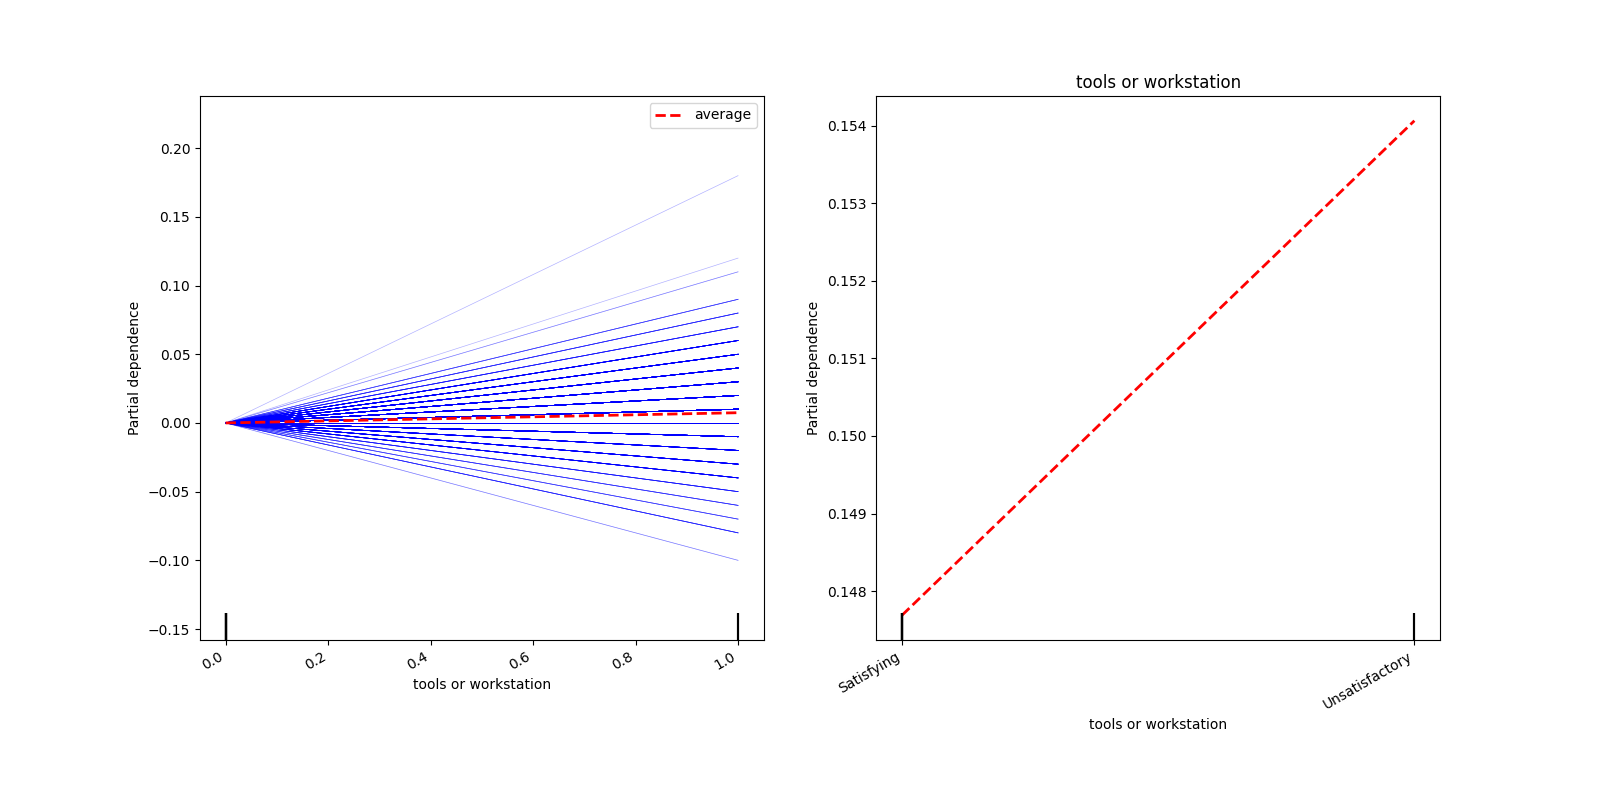 average
0.20
0.15
0.10
0.05
0.00
−0.05
−0.10
−0.15
Partial dependence
0.0 0.2 0.4 0.6 0.8 1.0
tools or workstation
tools or workstation
0.154
0.153
0.152
0.151
0.150
0.149
0.148
Partial dependence
Satisfying Unsatisfactory
tools or workstation